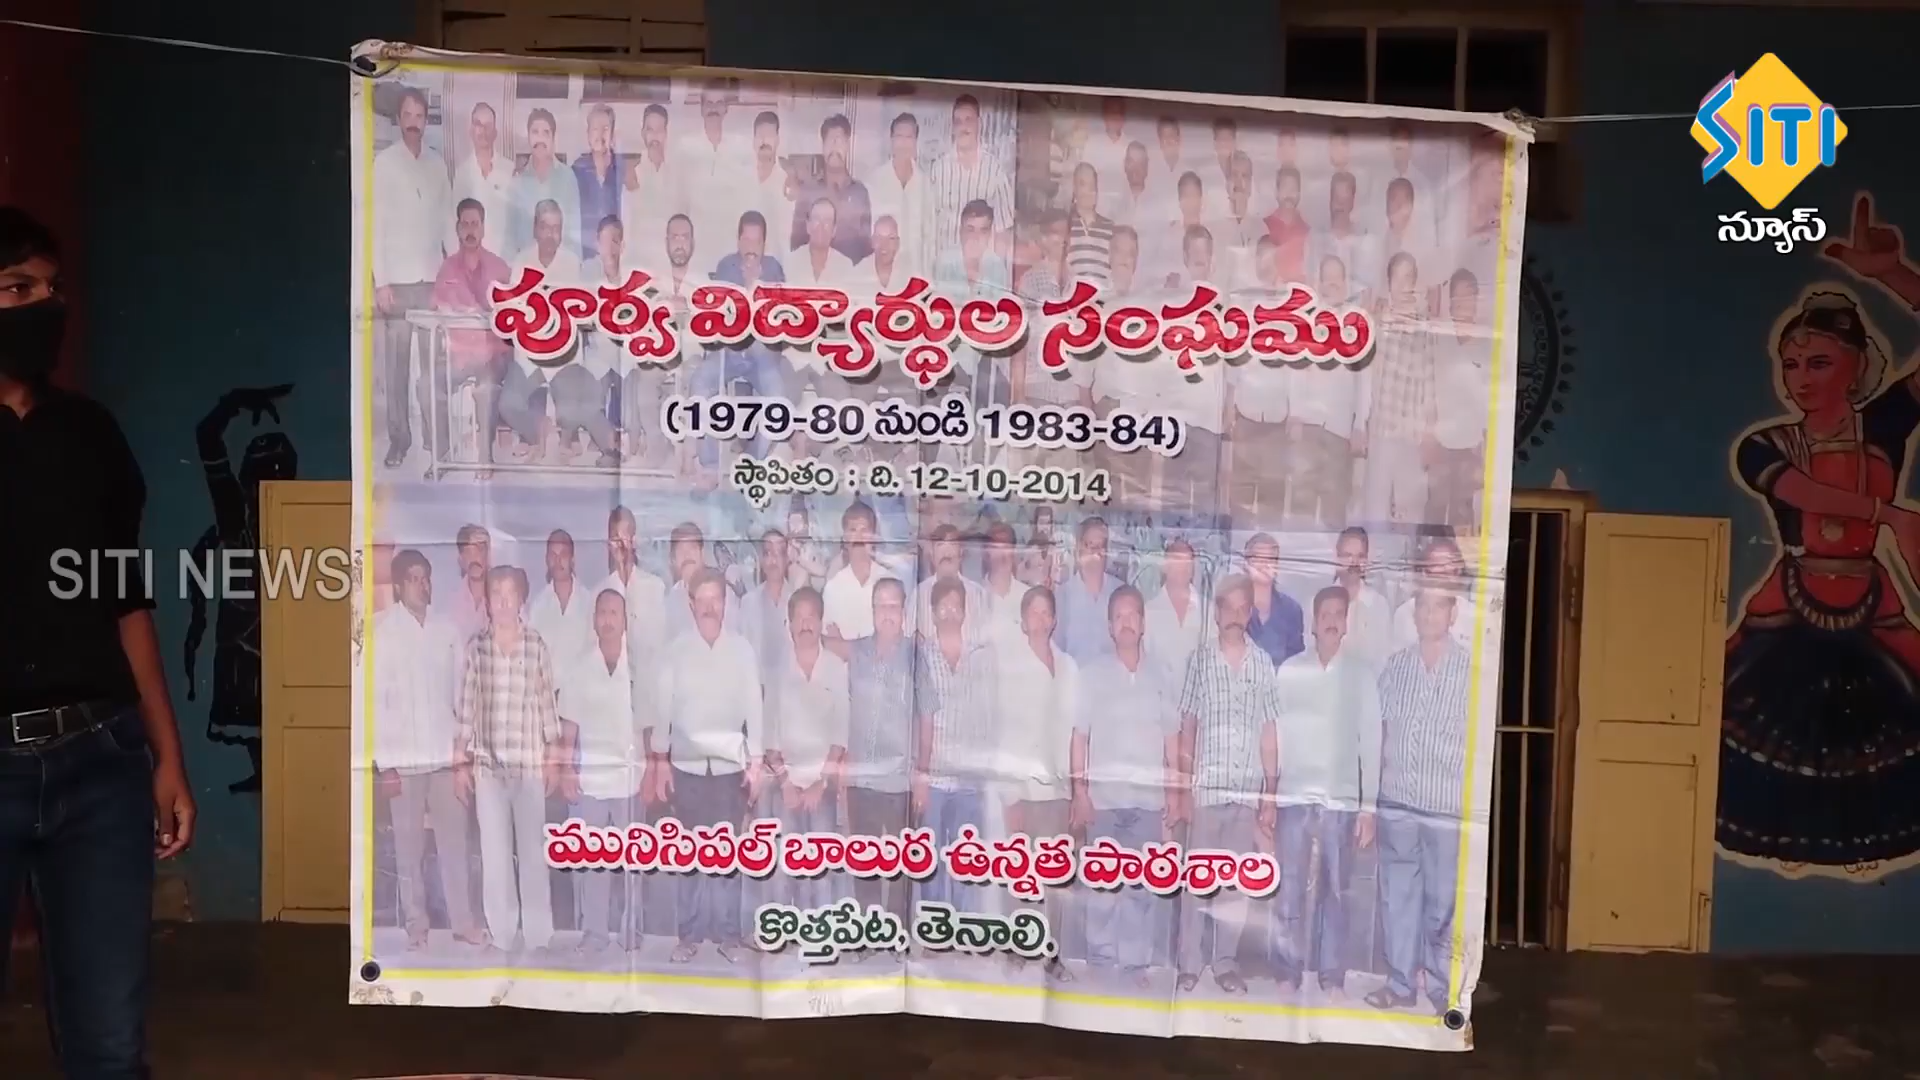 SITI
న్యూస్
పూర్వ విద్యార్ధుల సంఘము
(1979-80 నుండి 1983-84)
స్థాపితం : ది. 12-10-2014
SITI NEWS
మునిసిపల్ బాలుర ఉన్నత పాఠశాల
కొత్తపేట, తెనాలి.